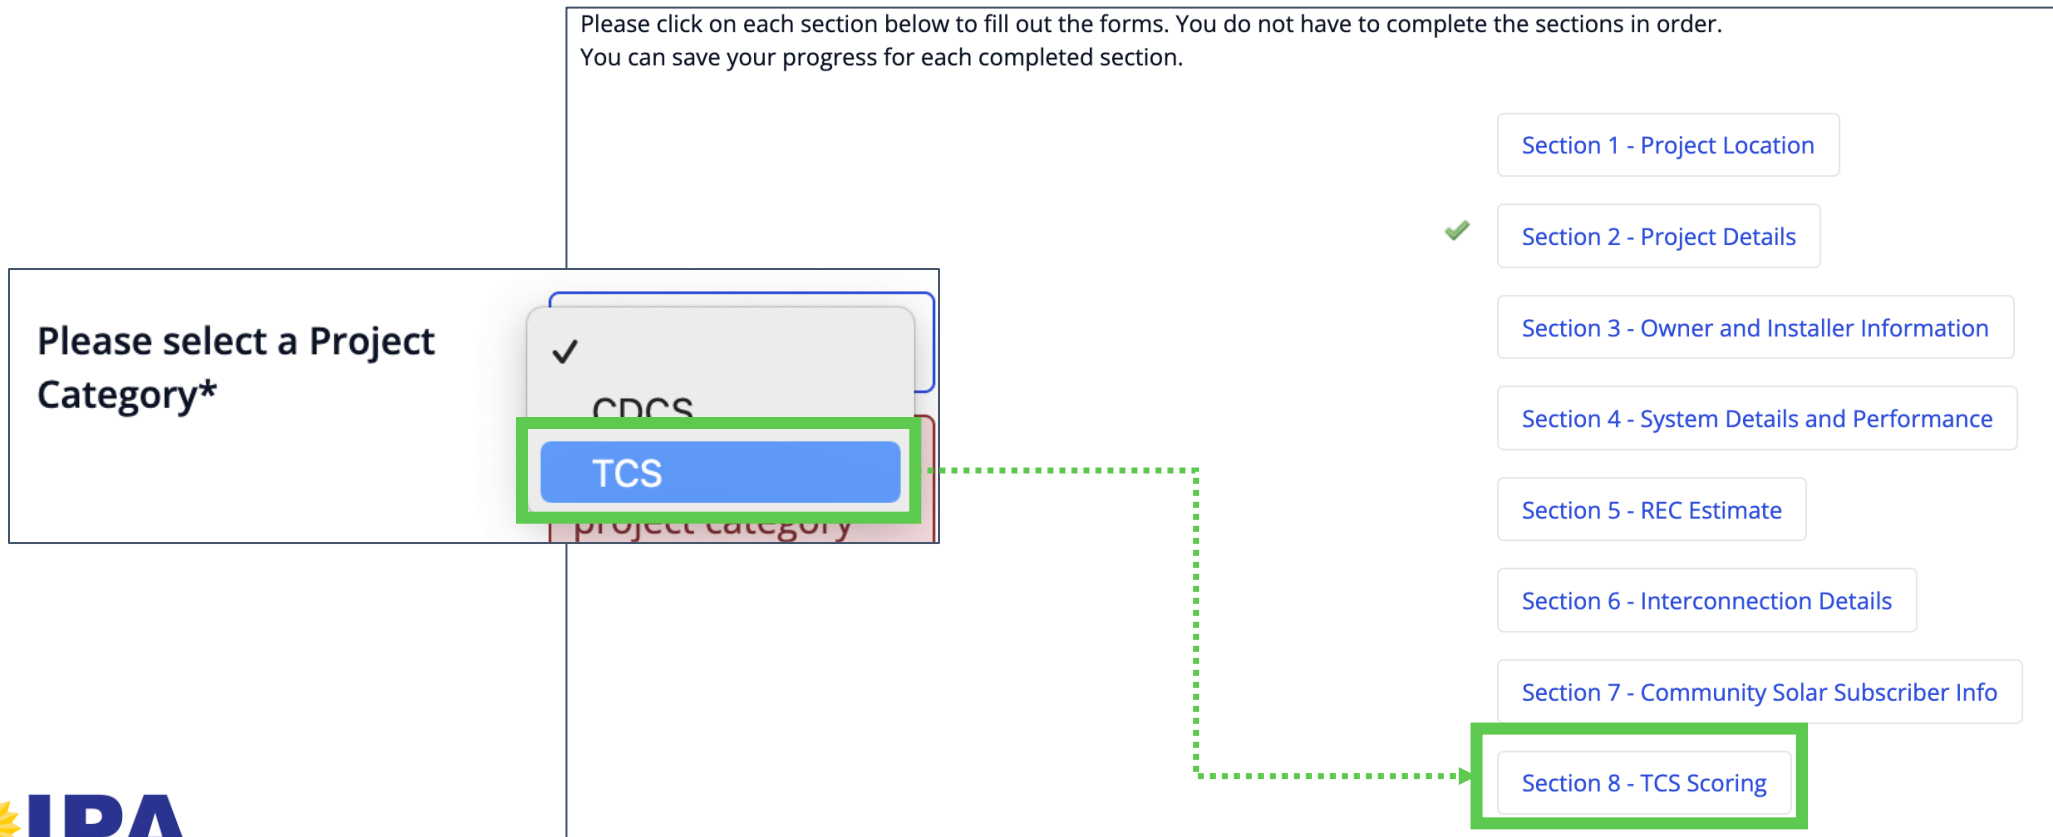 Please click on each section below to fill out the forms. You do not have to complete the sections in order.
You can save your progress for each completed section.
Section 1 - Project Location
Section 2 - Project Details
Section 3 - Owner and Installer Information
Section 4 - System Details and Performance
Section 5 - REC Estimate
Section 6 - Interconnection Details
Section 7 - Community Solar Subscriber Info
Section 8 - TCS Scoring
Please select a Project
Category*
CDCS
TCS
project category
IPA